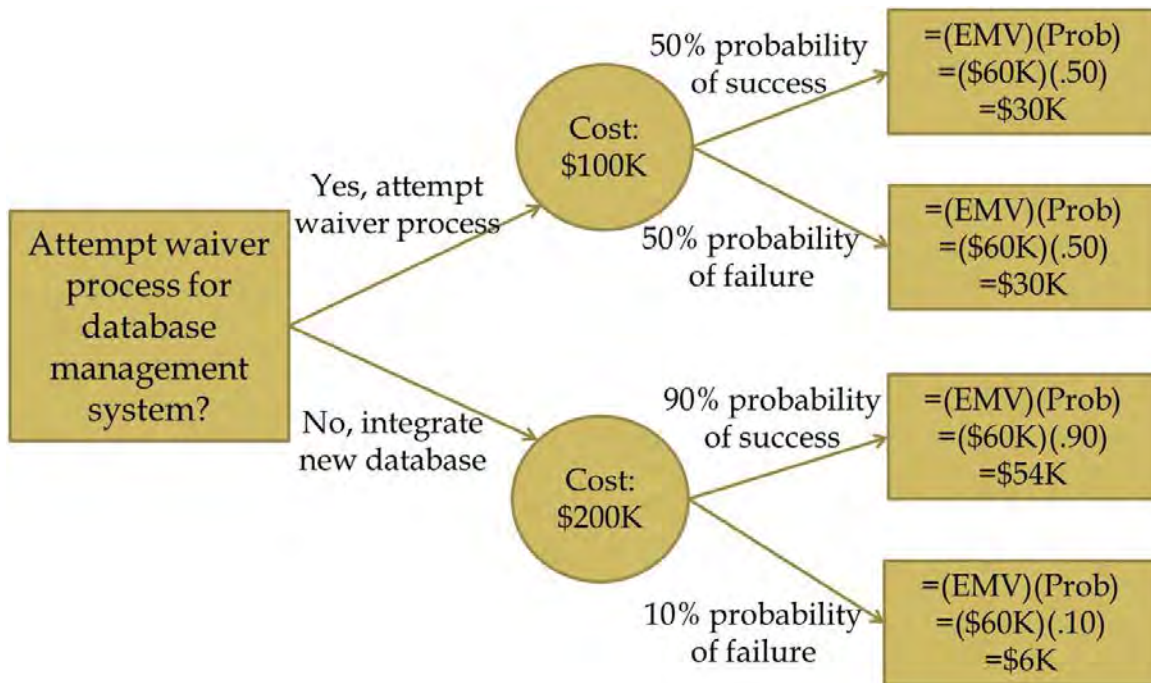 Attempt waiver
process for
database
management
system?
Yes, attempt
waiver process
Cost:
$100K
50% probability
of success
=(EMV)(Prob)
=($60K)(.50)
=$30K
50% probability
of failure
=(EMV)(Prob)
=($60K)(.50)
=$30K
No, integrate
new database
Cost:
$200K
90% probability
of success
=(EMV)(Prob)
=($60K)(.90)
=$54K
10% probability
of failure
=(EMV)(Prob)
=($60K)(.10)
=$6K